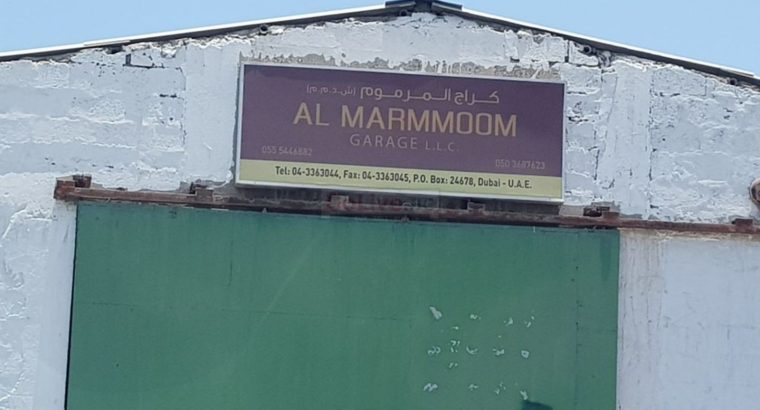 كراج المرموم (ش.ذ.م.م)
AL MARMMOOM
GARAGE L.L.C.
055 5446882 050 3687623
Tel: 04-3363044, Fax: 04-3363045, P.O. Box: 24678, Dubai - U.A.E.